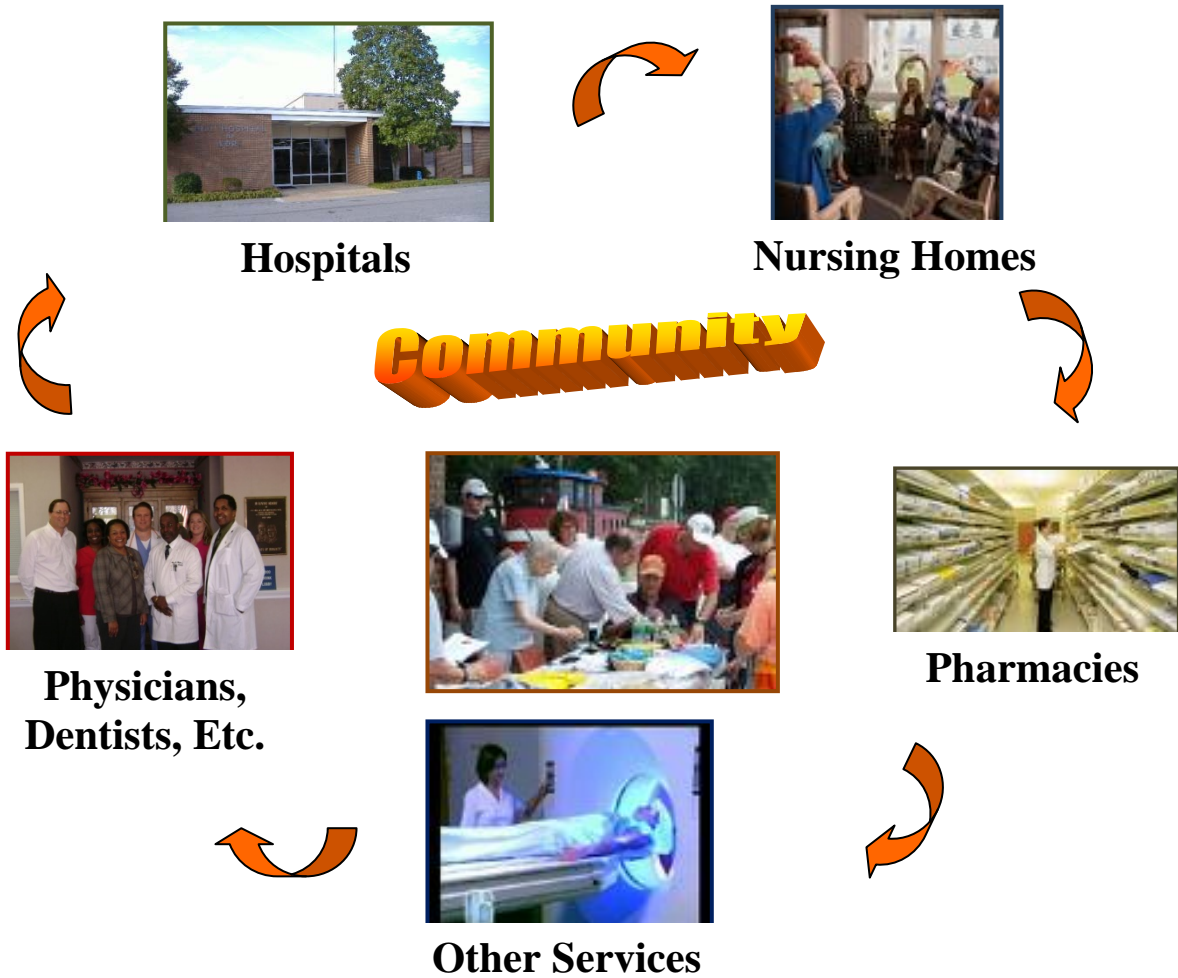 Hospitals
Nursing Homes
Community
Physicians,
Dentists, Etc.
Pharmacies
Other Services